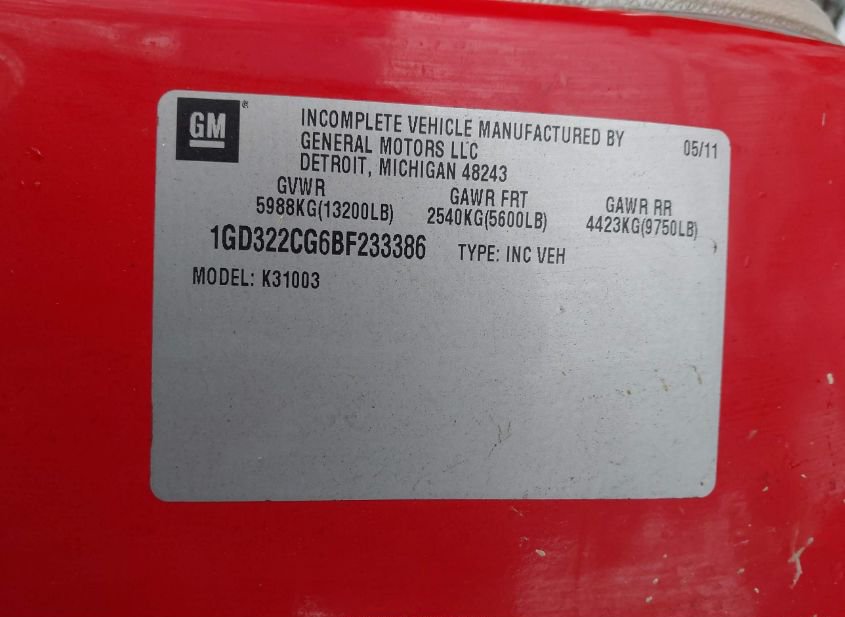 GM®
INCOMPLETE VEHICLE MANUFACTURED BY
GENERAL MOTORS LLC
DETROIT, MICHIGAN 48243
05/11
GVWR
5988KG(13200LB)
GAWR FRT
2540KG(5600LB)
GAWR RR
4423KG(9750LB)
1GD322CG6BF233386
TYPE: INC VEH
MODEL: K31003